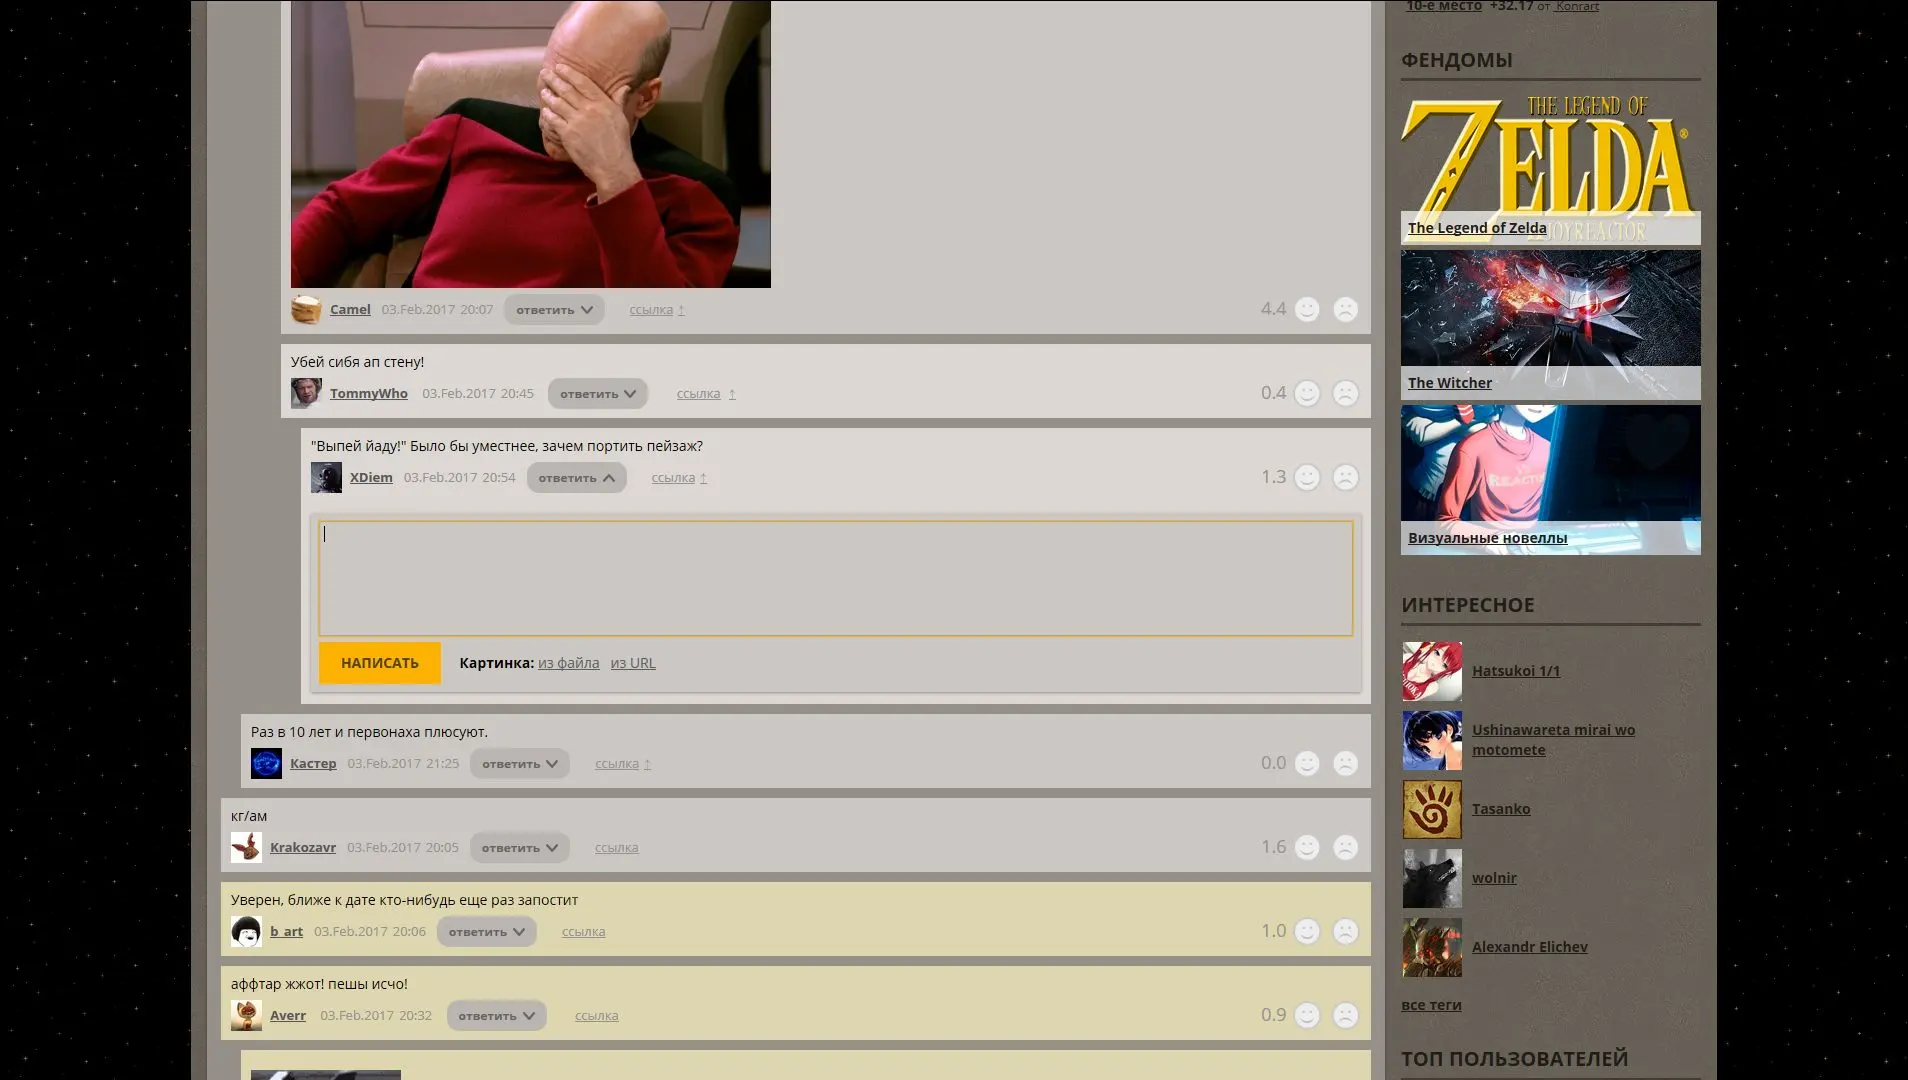 Camel 03.Feb.2017 20:07 ответить ссылка ↑ 4.4
Убей сибя ап стену!
TommyWho 03.Feb.2017 20:45 ответить ссылка ↑ 0.4
"Выпей йаду!" Было бы уместнее, зачем портить пейзаж?
XDiem 03.Feb.2017 20:54 ответить ссылка ↑ 1.3
НАПИСАТЬ Картинка: из файла из URL
Раз в 10 лет и первонаха плюсуют.
Кастер 03.Feb.2017 21:25 ответить ссылка ↑ 0.0
кг/ам
Krakozavr 03.Feb.2017 20:05 ответить ссылка 1.6
Уверен, ближе к дате кто-нибудь еще раз запостит
b_art 03.Feb.2017 20:06 ответить ссылка 1.0
аффтар жжот! пешы исчо!
Averr 03.Feb.2017 20:32 ответить ссылка 0.9
10-е место +32.17 от Konrart
ФЕНДОМЫ
THE LEGEND OF
ZELDA®
JOYREACTOR
The Legend of Zelda
The Witcher
REACTOR
Визуальные новеллы
ИНТЕРЕСНОЕ
Hatsukoi 1/1
Ushinawareta mirai wo
motomete
Tasanko
wolnir
Alexandr Elichev
все теги
ТОП ПОЛЬЗОВАТЕЛЕЙ